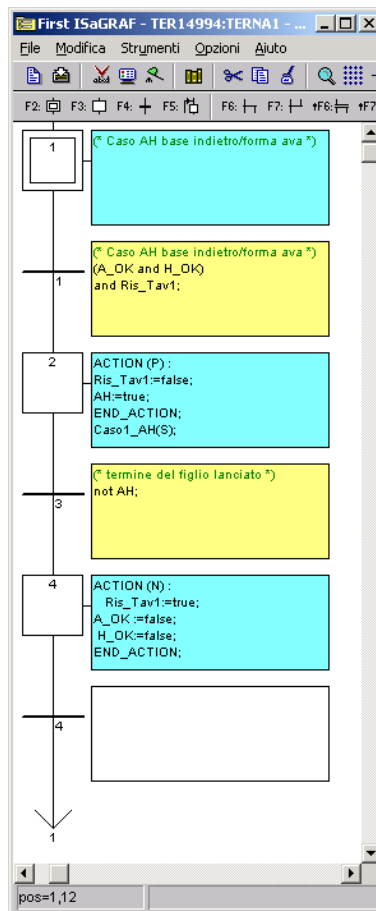 First ISaGRAF - TER14994:TERNA1 - ...
File Modifica Strumenti Opzioni Aiuto
F2: F3: F4: F5: F6: F7: ↑F6: ↑F7
1
(* Caso AH base indietro/forma ava *)
1
(* Caso AH base indietro/forma ava *)
(A_OK and H_OK)
and Ris_Tav1;
2
ACTION (P) :
Ris_Tav1:=false;
AH:=true;
END_ACTION;
Caso1_AH(S);
3
(* termine del figlio lanciato *)
not AH;
4
ACTION (N) :
Ris_Tav1:=true;
A_OK :=false;
H_OK:=false;
END_ACTION;
4
1
pos=1,12